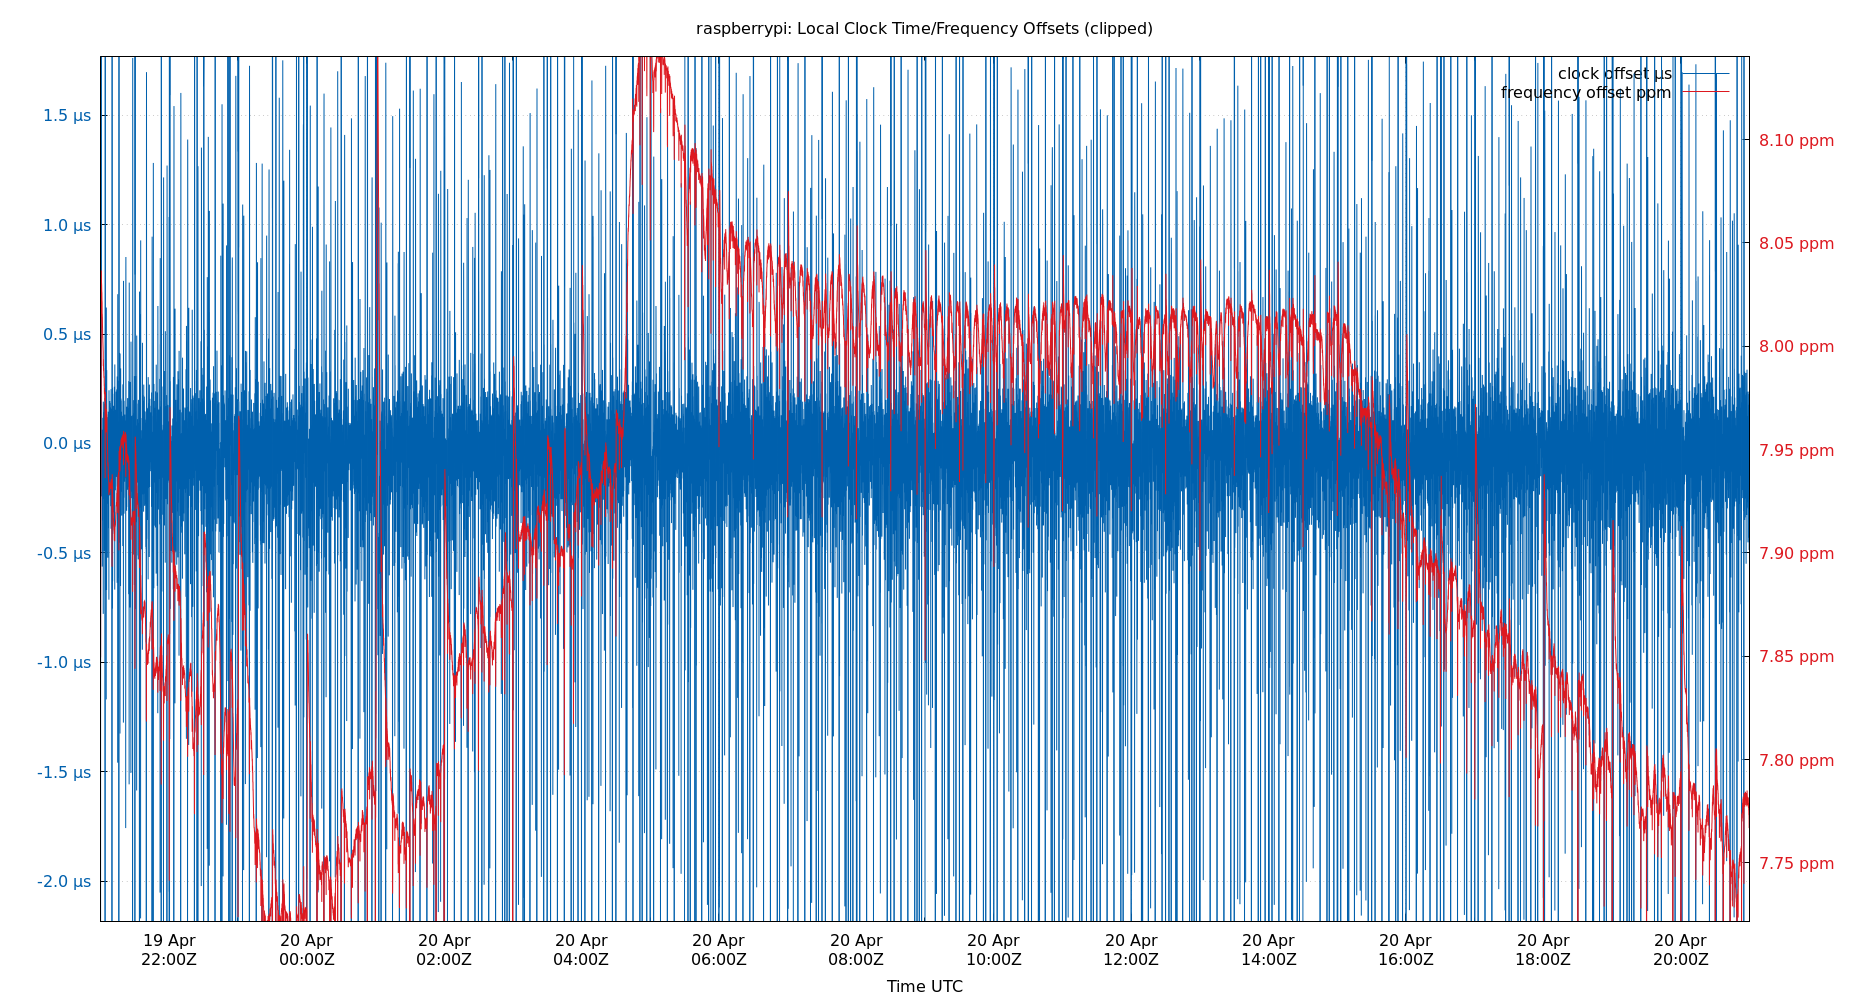 raspberrypi: Local Clock Time/Frequency Offsets (clipped)
clock offset µs
frequency offset ppm
1.5 µs
1.0 µs
0.5 µs
0.0 µs
-0.5 µs
-1.0 µs
-1.5 µs
-2.0 µs
8.10 ppm
8.05 ppm
8.00 ppm
7.95 ppm
7.90 ppm
7.85 ppm
7.80 ppm
7.75 ppm
19 Apr 20 Apr 20 Apr 20 Apr 20 Apr 20 Apr 20 Apr 20 Apr 20 Apr 20 Apr 20 Apr 20 Apr
22:00Z 00:00Z 02:00Z 04:00Z 06:00Z 08:00Z 10:00Z 12:00Z 14:00Z 16:00Z 18:00Z 20:00Z
Time UTC